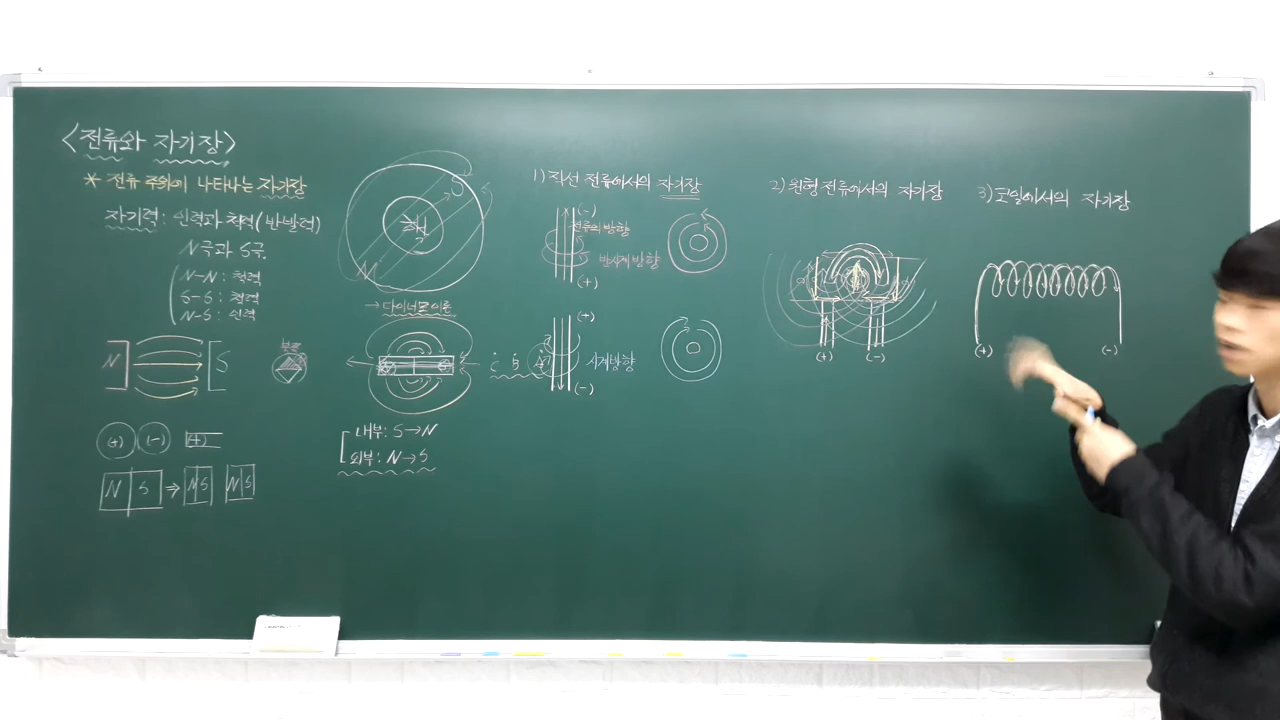 <전류와 자기장>
* 전류 주위에 나타나는 자기장
자기력: 인력과 척력(반발력)
N극과 S극.
N-N: 척력
S-S: 척력
N-S: 인력
N S
(+) (-) (+)
N S ⇒ N S N S
S
핵
N
→ 다이너모이론
내부: S→N
외부: N→S
1) 직선 전류에서의 자기장
(-)
전류의 방향
반시계 방향
(+)
(+)
C B A
시계방향
(-)
2) 원형 전류에서의 자기장
(+) (-)
3) 코일에서의 자기장
(+) (-)